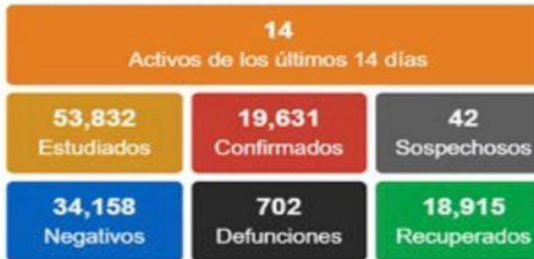 14
Activos de los últimos 14 días
53,832
Estudiados
19,631
Confirmados
42
Sospechosos
34,158
Negativos
702
Defunciones
18,915
Recuperados